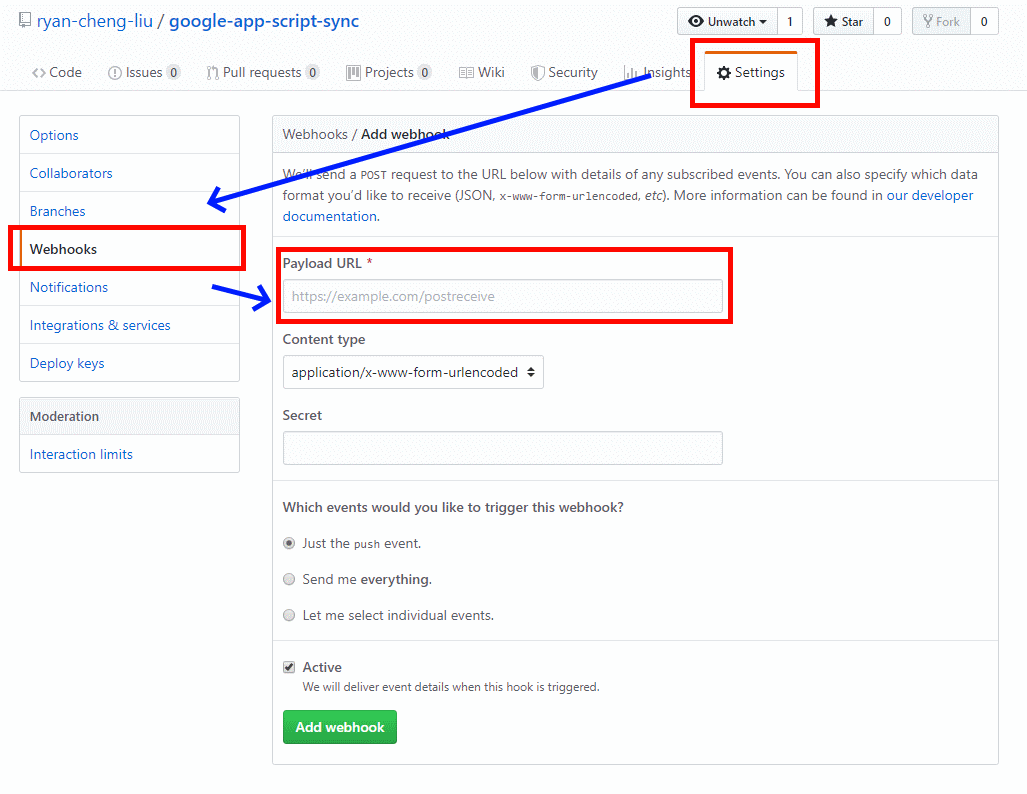 ryan-cheng-liu / google-app-script-sync
Unwatch 1 Star 0 Fork 0
Code Issues 0 Pull requests 0 Projects 0 Wiki Security Insights Settings
Options
Collaborators
Branches
Webhooks
Notifications
Integrations & services
Deploy keys
Moderation
Interaction limits
Webhooks / Add webhook
We'll send a POST request to the URL below with details of any subscribed events. You can also specify which data
format you'd like to receive (JSON, x-www-form-urlencoded, etc). More information can be found in our developer
documentation.
Payload URL *
https://example.com/postreceive
Content type
application/x-www-form-urlencoded
Secret
Which events would you like to trigger this webhook?
Just the push event.
Send me everything.
Let me select individual events.
Active
We will deliver event details when this hook is triggered.
Add webhook